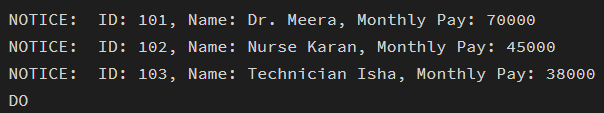 NOTICE:  ID: 101, Name: Dr. Meera, Monthly Pay: 70000
NOTICE:  ID: 102, Name: Nurse Karan, Monthly Pay: 45000
NOTICE:  ID: 103, Name: Technician Isha, Monthly Pay: 38000
DO